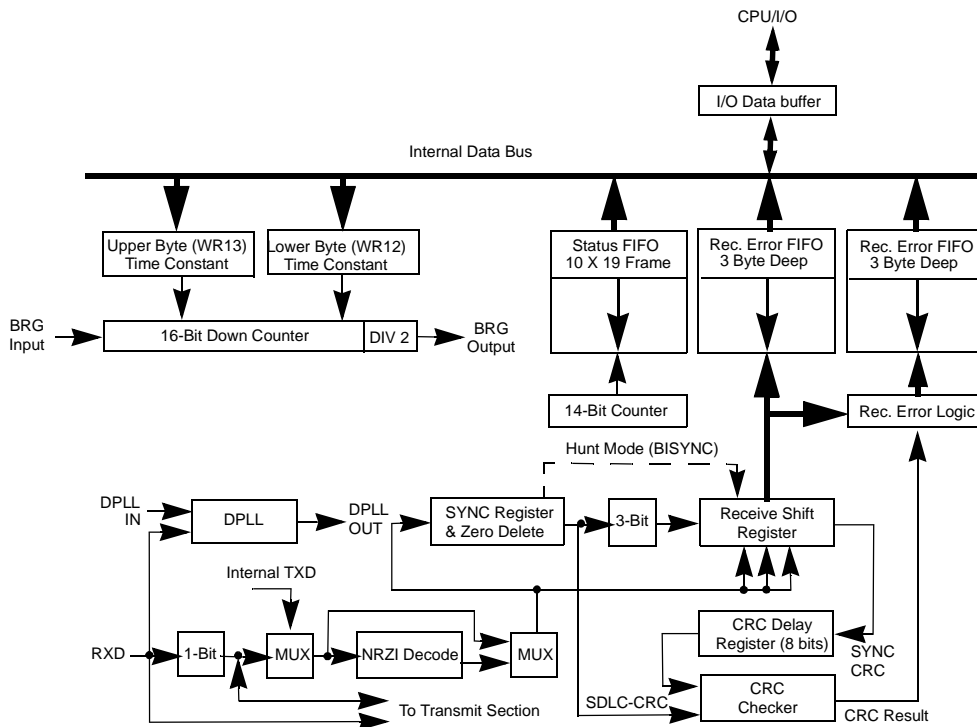 CPU/I/O
I/O Data buffer
Internal Data Bus
Upper Byte (WR13)
Time Constant
Lower Byte (WR12)
Time Constant
Status FIFO
10 X 19 Frame
Rec. Error FIFO
3 Byte Deep
Rec. Error FIFO
3 Byte Deep
BRG
Input
16-Bit Down Counter
DIV 2
BRG
Output
14-Bit Counter
Rec. Error Logic
Hunt Mode (BISYNC)
DPLL
IN
DPLL
DPLL
OUT
SYNC Register
& Zero Delete
3-Bit
Receive Shift
Register
Internal TXD
RXD
1-Bit
MUX
NRZI Decode
MUX
CRC Delay
Register (8 bits)
SYNC
CRC
To Transmit Section
SDLC-CRC
CRC
Checker
CRC Result